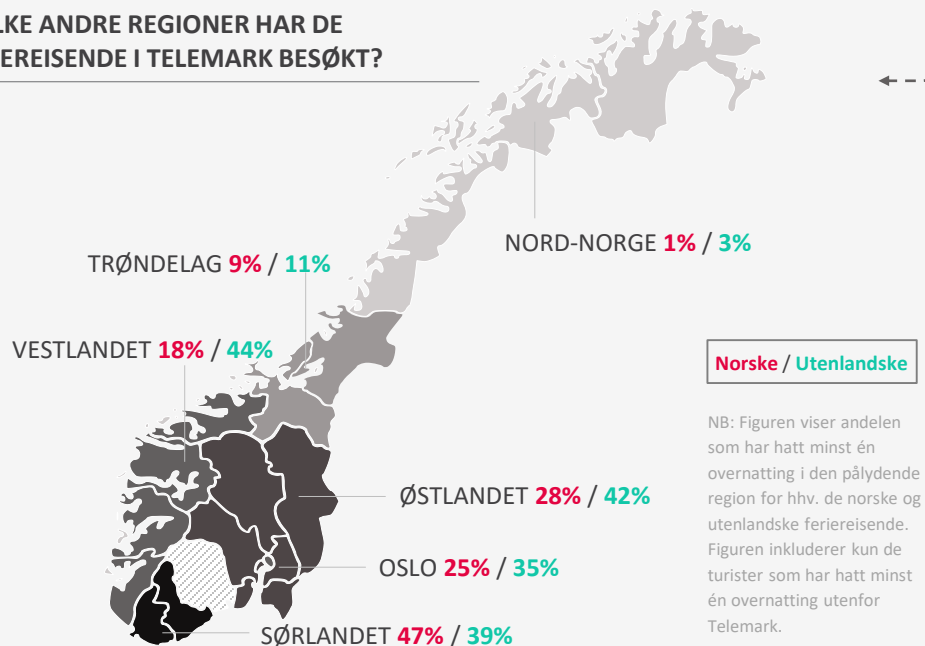 LKE ANDRE REGIONER HAR DE
EREISENDE I TELEMARK BESØKT?
NORD-NORGE 1% / 3%
TRØNDELAG 9% / 11%
VESTLANDET 18% / 44%
Norske / Utenlandske
NB: Figuren viser andelen
som har hatt minst én
overnatting i den pålydende
region for hhv. de norske og
utenlandske feriereisende.
Figuren inkluderer kun de
turister som har hatt minst
én overnatting utenfor
Telemark.
ØSTLANDET 28% / 42%
OSLO 25% / 35%
SØRLANDET 47% / 39%